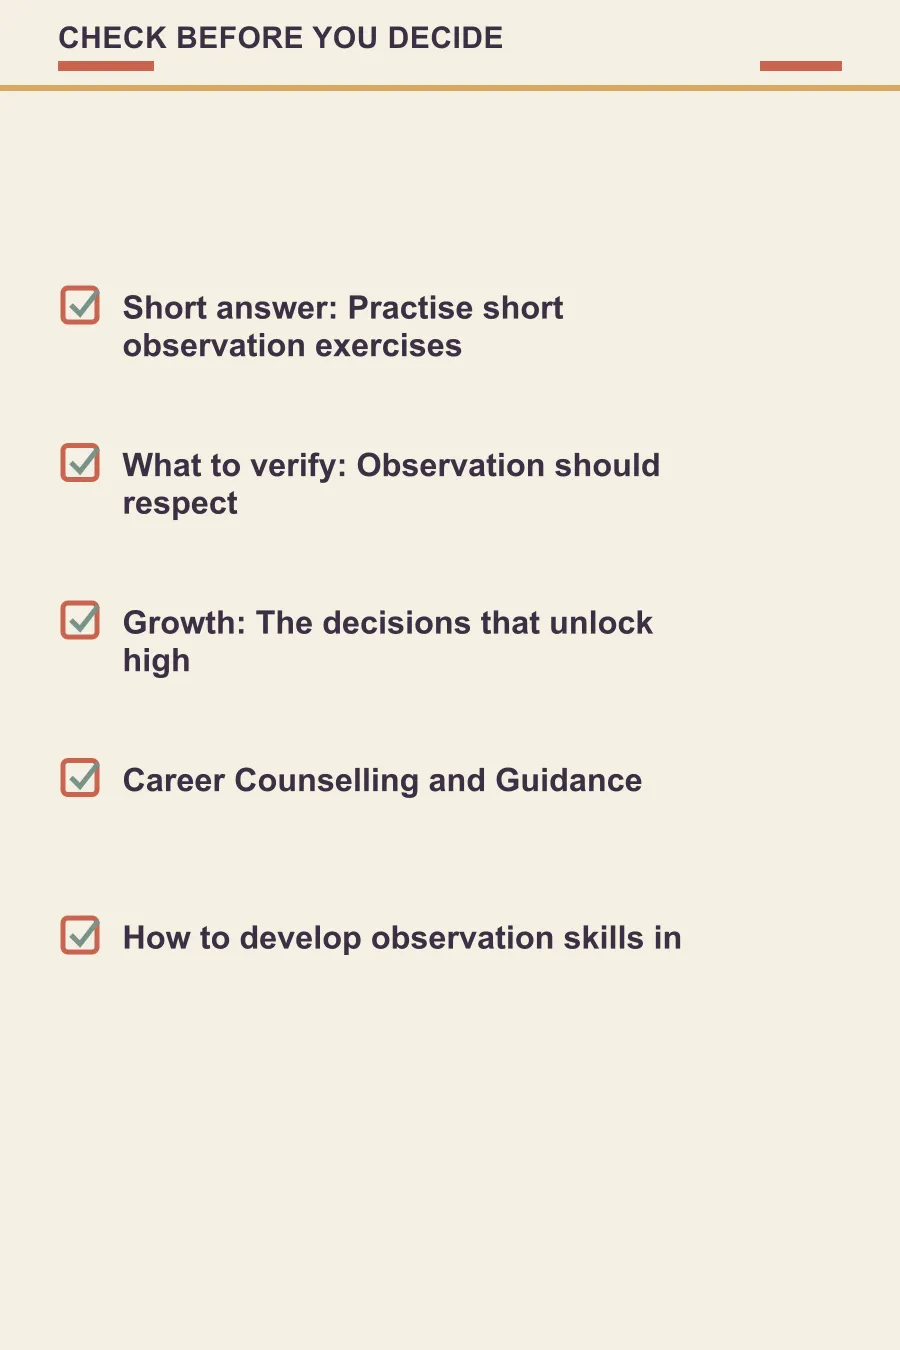 CHECK BEFORE YOU DECIDE
Short answer: Practise short
observation exercises
What to verify: Observation should
respect
Growth: The decisions that unlock
high
Career Counselling and Guidance
How to develop observation skills in